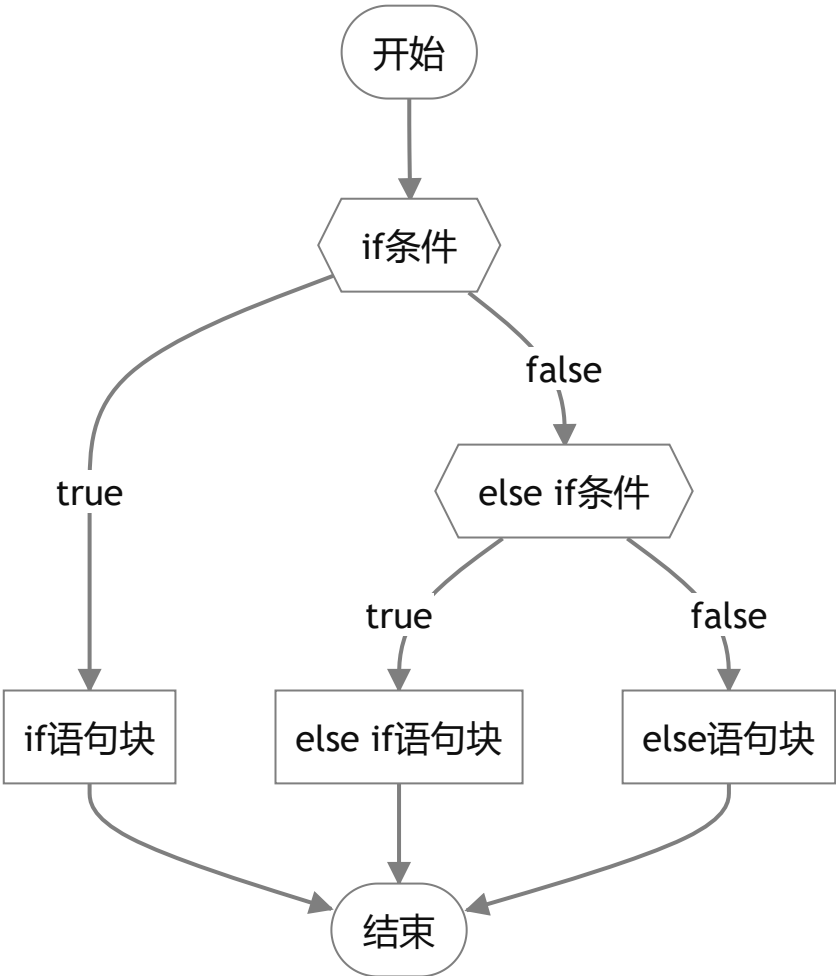 开始
if条件
false
true
else if条件
true
false
if语句块
else if语句块
else语句块
结束